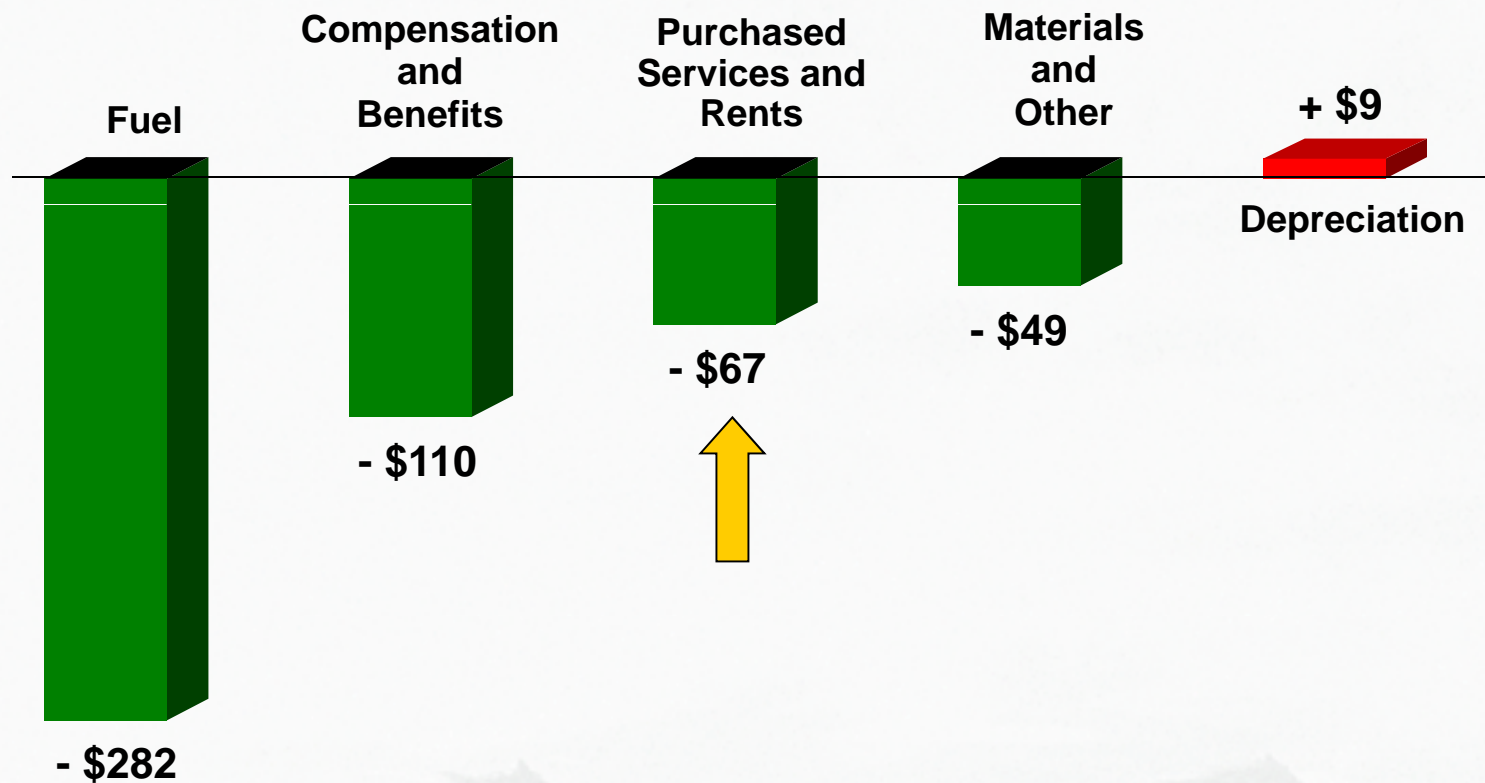 Fuel
- $282
Compensation
and
Benefits
- $110
Purchased
Services and
Rents
- $67
Materials
and
Other
- $49
+ $9
Depreciation